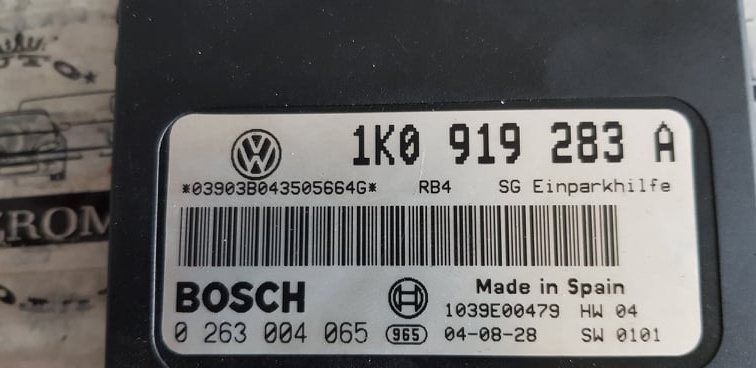 1K0 919 283 A
*03903B043505664G* RB4 SG Einparkhilfe
BOSCH
Made in Spain
1039E00479 HW 04
0 263 004 065 965 04-08-28 SW 0101